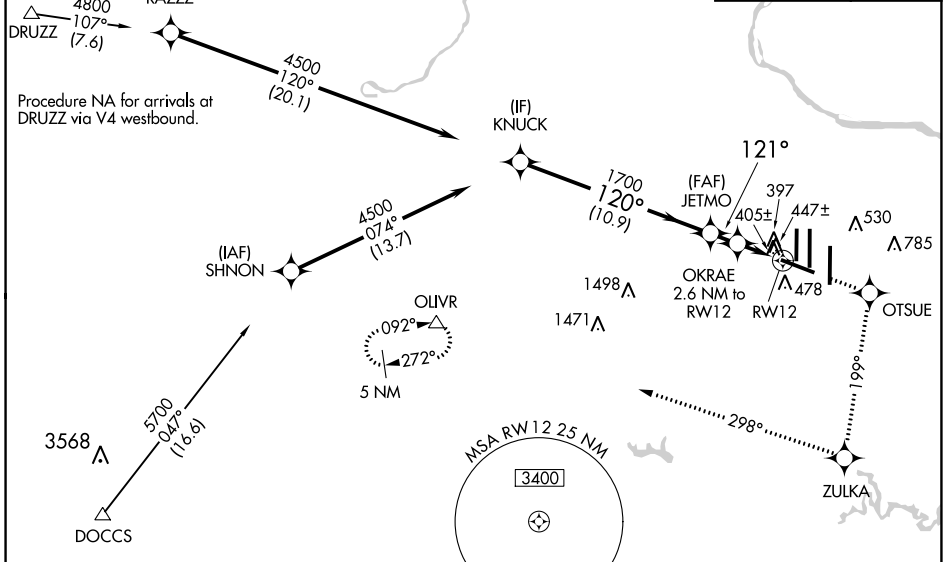 4800
107°
(7.6)
DRUZZ
RAZZZ
4500
120°
(20.1)
Procedure NA for arrivals at
DRUZZ via V4 westbound.
(IF)
KNUCK
121°
1700
120°
(10.9)
(FAF)
JETMO
397
405±
447±
530
785
4500
074°
(13.7)
(IAF)
SHNON
OKRAE
2.6 NM to
RW12
RW12
478
OTSUE
1498
1471
OLIVR
092°
272°
5 NM
199°
5700
047°
(16.6)
3568
298°
MSA RW12 25 NM
3400
ZULKA
DOCCS